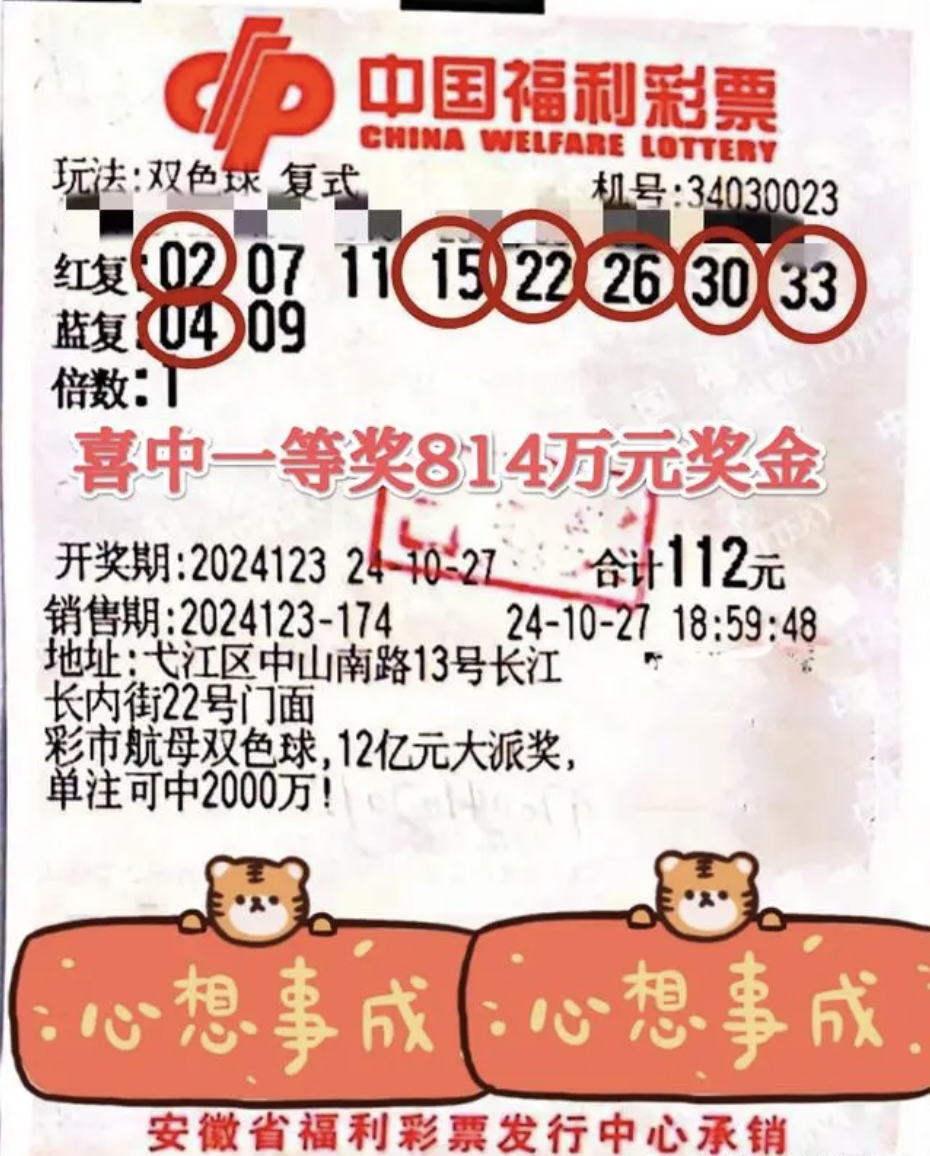 中国福利彩票
CHINA WELFARE LOTTERY
玩法:双色球 复式 机号:34030023
红复:02 07 11 15 22 26 30 33
蓝复:04 09
倍数:1
喜中一等奖814万元奖金
开奖期:2024123 24-10-27 合计112元
销售期:2024123-174 24-10-27 18:59:48
地址:弋江区中山南路13号长江
长内街22号门面
彩市航母双色球,12亿元大派奖,
单注可中2000万!
心想事成 心想事成
安徽省福利彩票发行中心承销